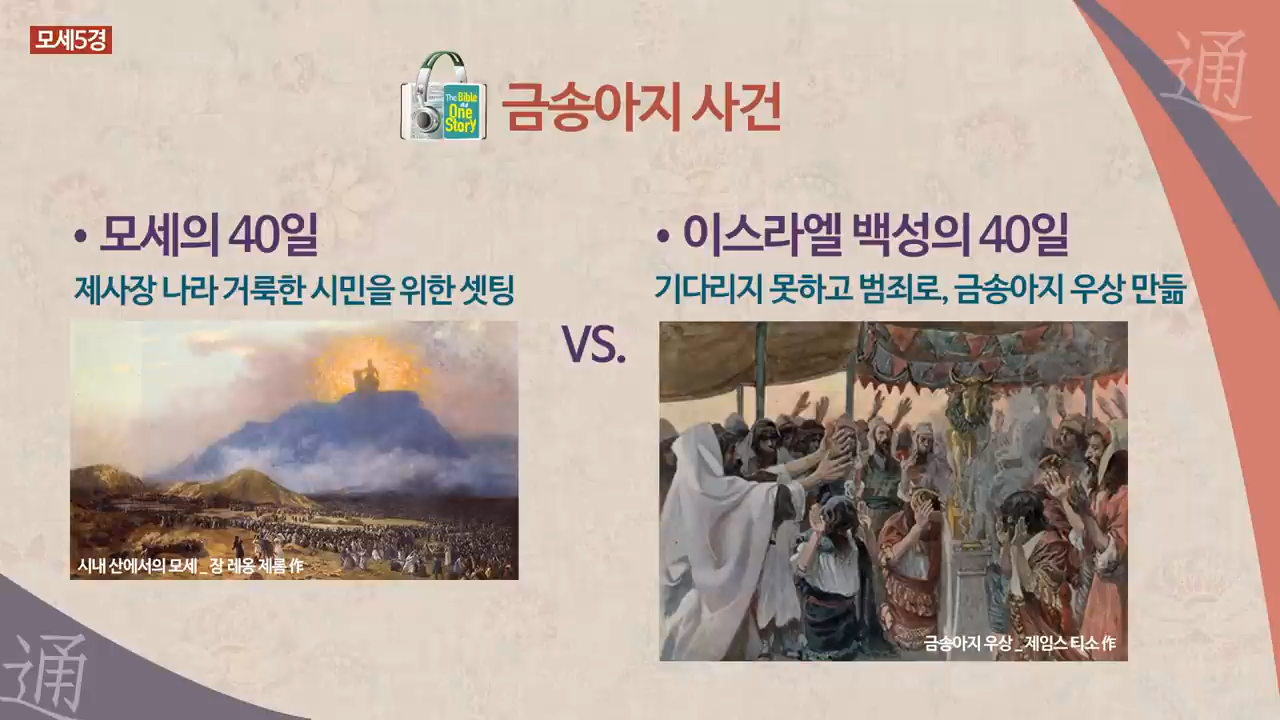 모세5경
通
The Bible
One
Story
금송아지 사건
• 모세의 40일
제사장 나라 거룩한 시민을 위한 셋팅
vs.
• 이스라엘 백성의 40일
기다리지 못하고 범죄로, 금송아지 우상 만듦
시내 산에서의 모세 _ 장 레옹 제롬 作
금송아지 우상 _ 제임스 티소 作
通